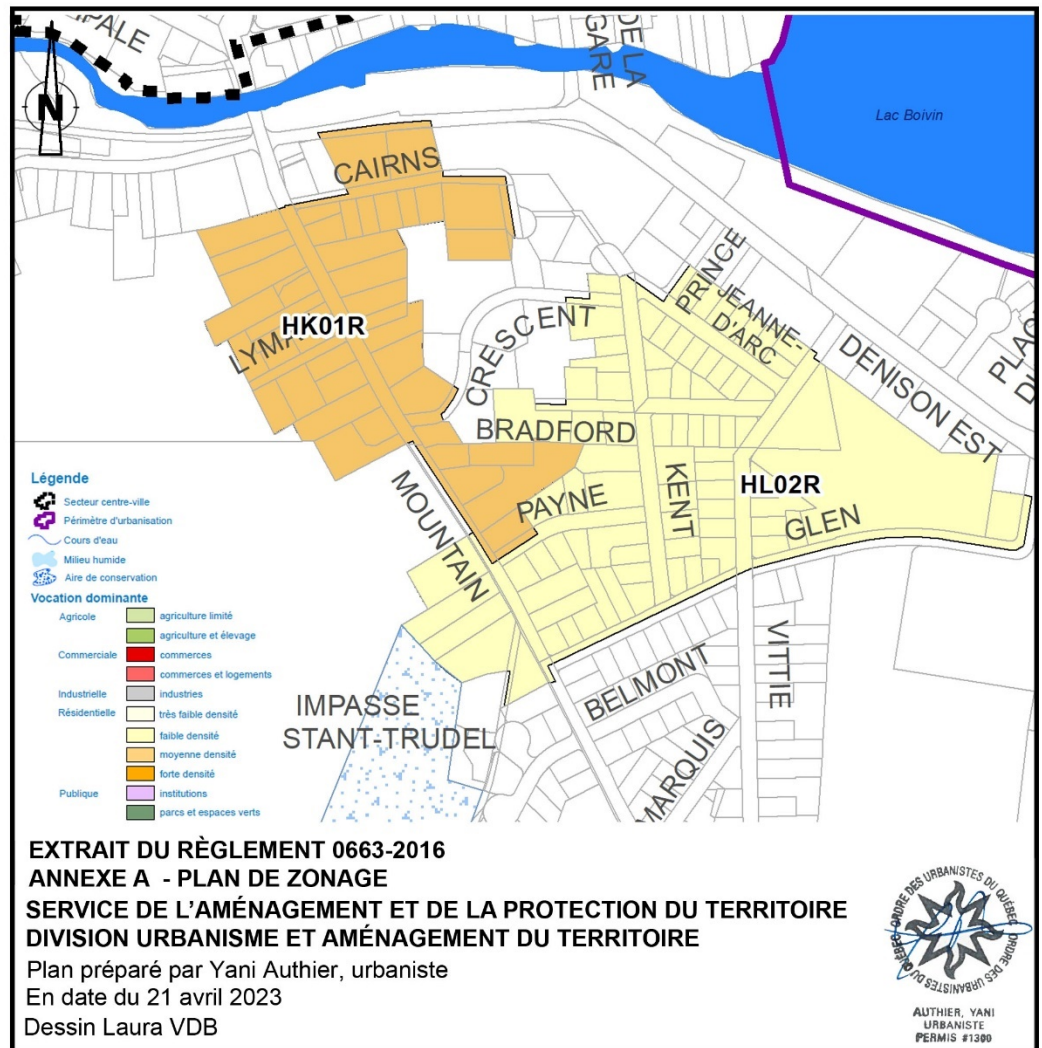 IPALE
DE LA
GARE
N
Lac Boivin
CAIRNS
PRINCE
JEANNE-
D'ARC
HK01R
CRESCENT
DENISON EST
BRADFORD
KENT
HL02R
MOUNTAIN
PAYNE
GLEN
VITTIE
BELMONT
IMPASSE
STANT-TRUDEL
MARQUIS
Légende
Secteur centre-ville
Périmètre d'urbanisation
Cours d'eau
Milieu humide
Aire de conservation
Vocation dominante
Agricole agriculture limité
agriculture et élevage
Commerciale commerces
commerces et logements
Industrielle industries
Résidentielle très faible densité
faible densité
moyenne densité
forte densité
Publique institutions
parcs et espaces verts
EXTRAIT DU RÈGLEMENT 0663-2016
ANNEXE A - PLAN DE ZONAGE
SERVICE DE L'AMÉNAGEMENT ET DE LA PROTECTION DU TERRITOIRE
DIVISION URBANISME ET AMÉNAGEMENT DU TERRITOIRE
Plan préparé par Yani Authier, urbaniste
En date du 21 avril 2023
Dessin Laura VDB
ORDRE DES URBANISTES DU QUÉBEC
ORDRE DES URBANISTES DU QUÉBEC
AUTHIER, YANI
URBANISTE
PERMIS #1300